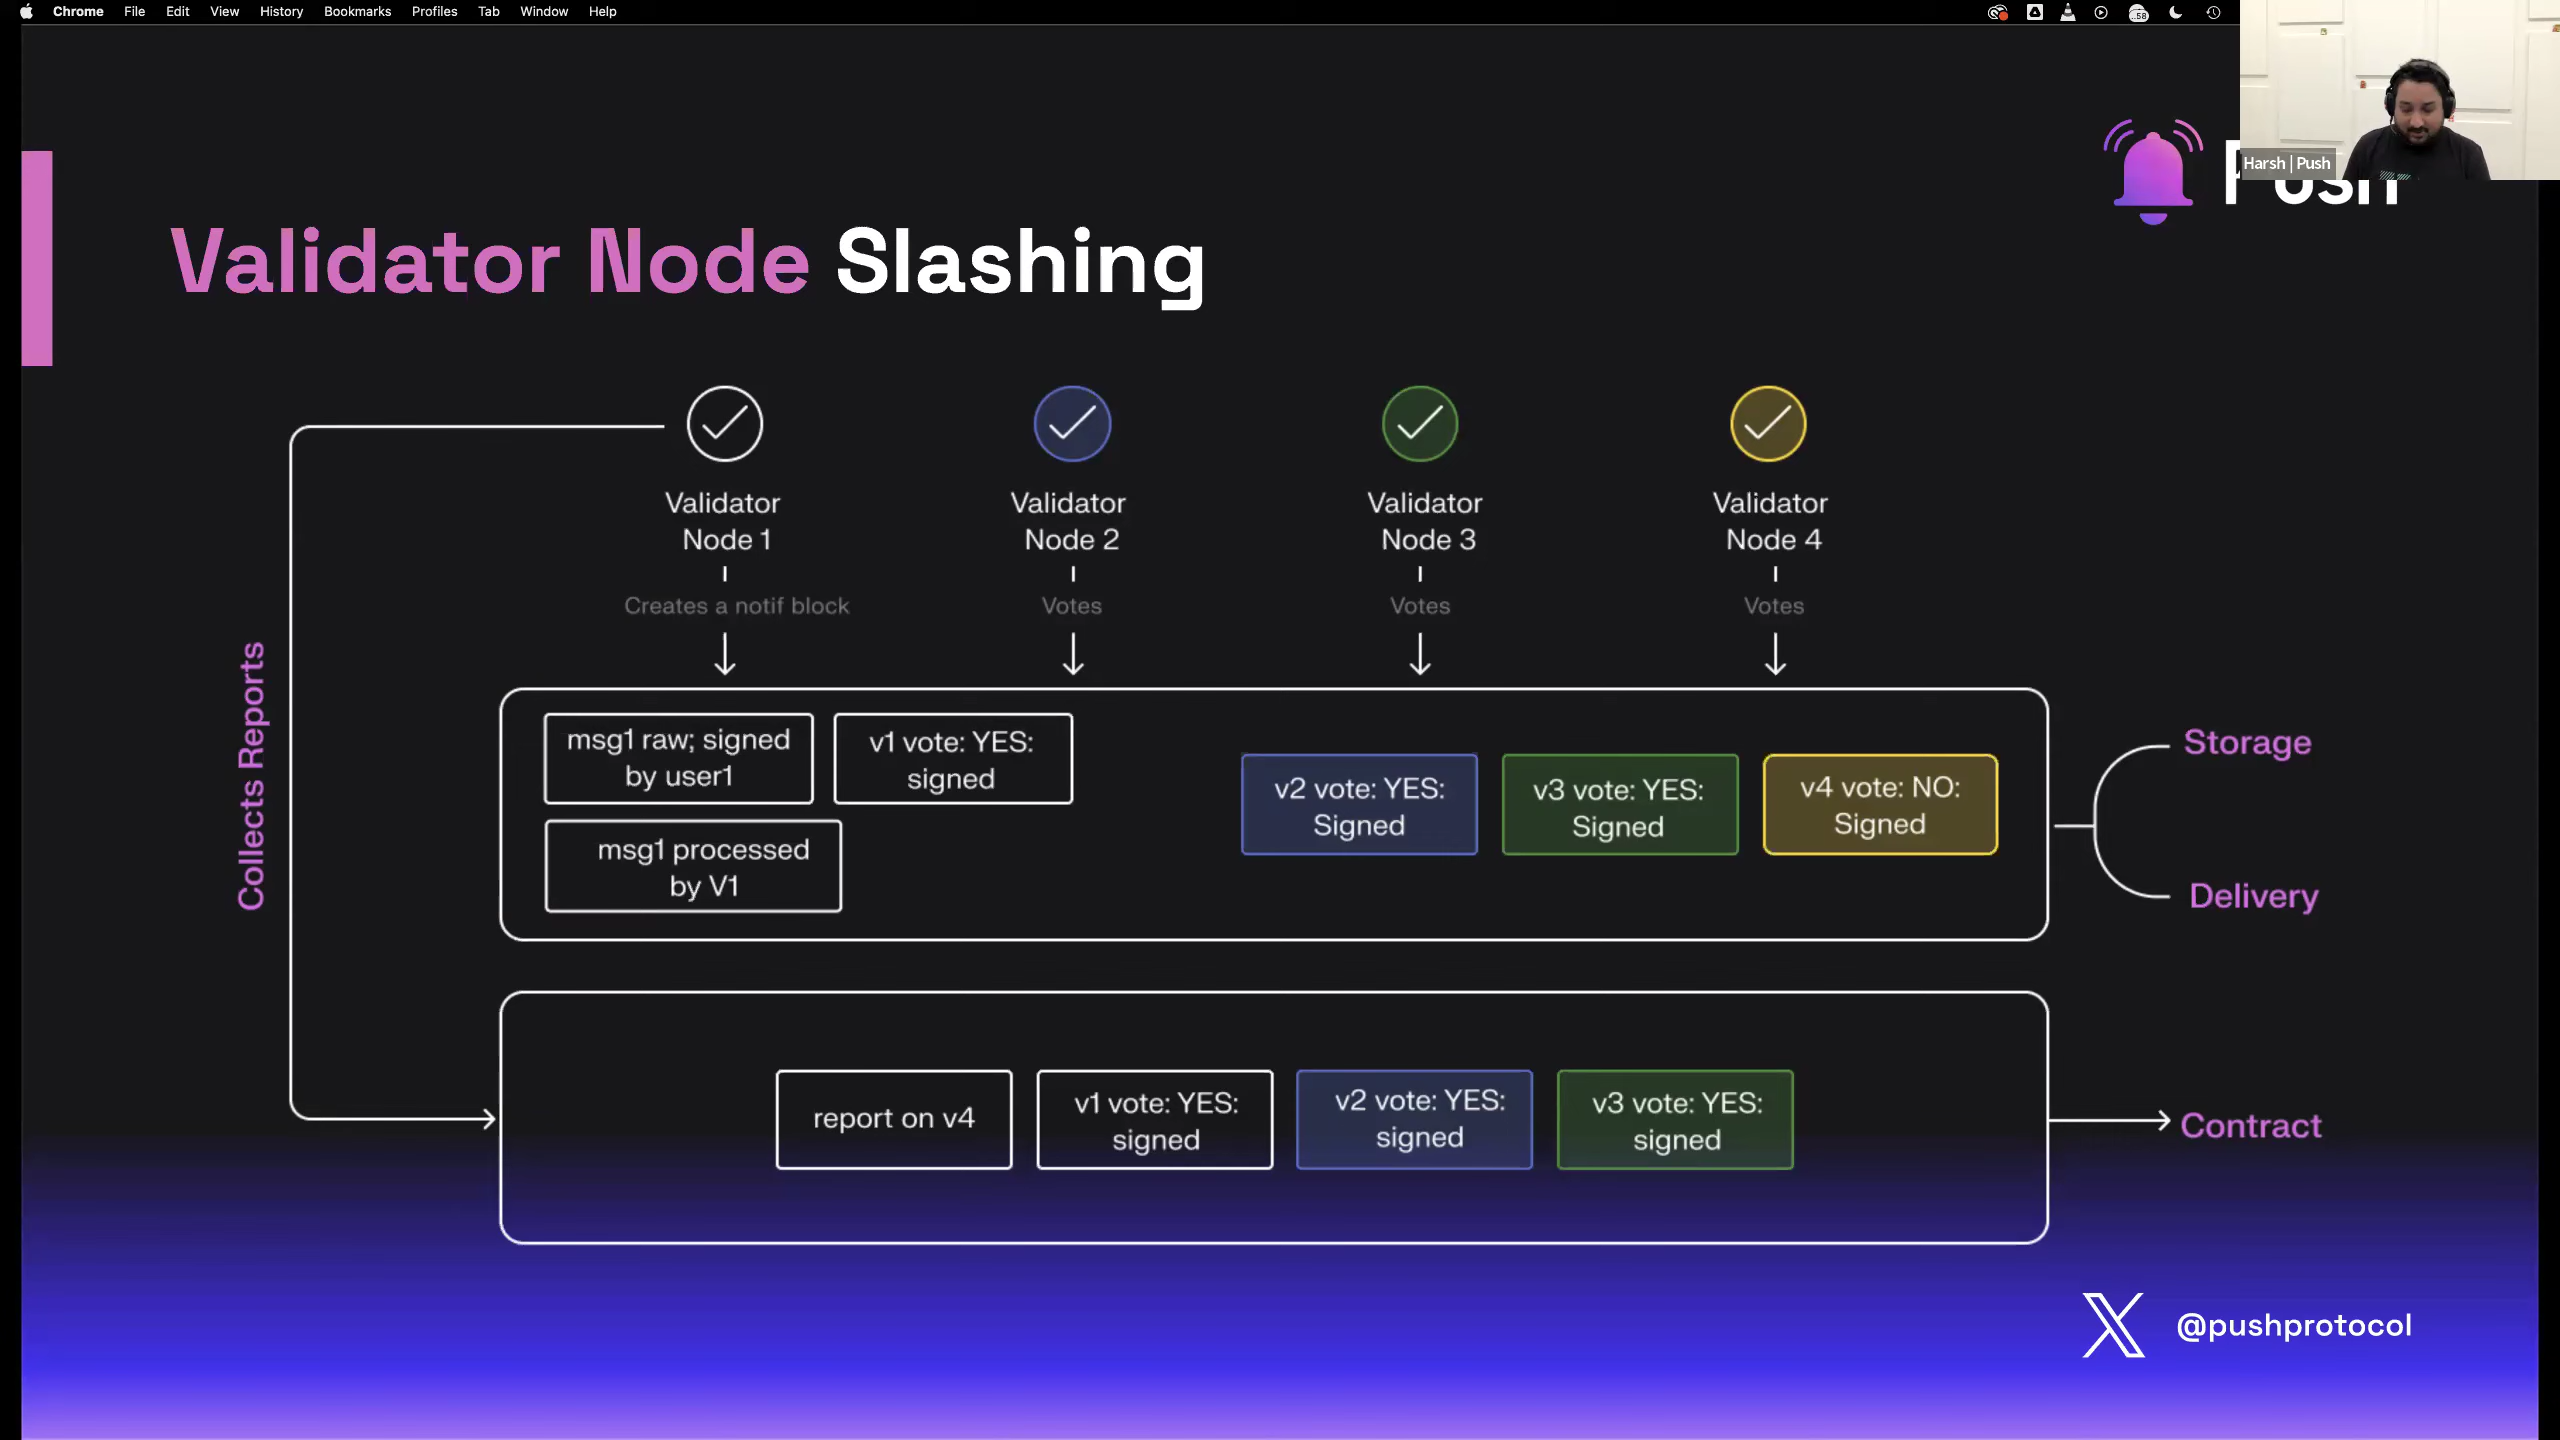 Chrome File Edit View History Bookmarks Profiles Tab Window Help
.58
Harsh | Push
Push
Validator Node Slashing
Validator
Node 1
Validator
Node 2
Validator
Node 3
Validator
Node 4
Creates a notif block
Votes
Votes
Votes
Collects Reports
msg1 raw; signed
by user1
v1 vote: YES:
signed
msg1 processed
by V1
v2 vote: YES:
Signed
v3 vote: YES:
Signed
v4 vote: NO:
Signed
Storage
Delivery
report on v4
v1 vote: YES:
signed
v2 vote: YES:
signed
v3 vote: YES:
signed
Contract
@pushprotocol